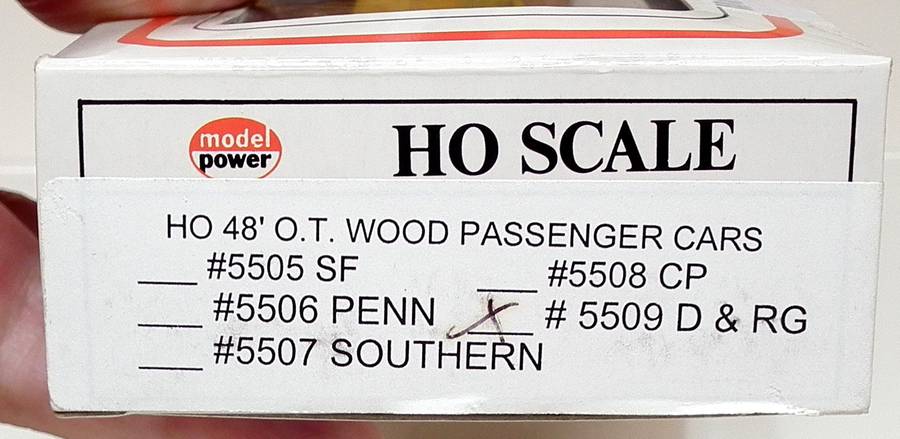 model
power
HO SCALE
HO 48' O.T. WOOD PASSENGER CARS
___ #5505 SF ___ #5508 CP
___ #5506 PENN X # 5509 D & RG
___ #5507 SOUTHERN